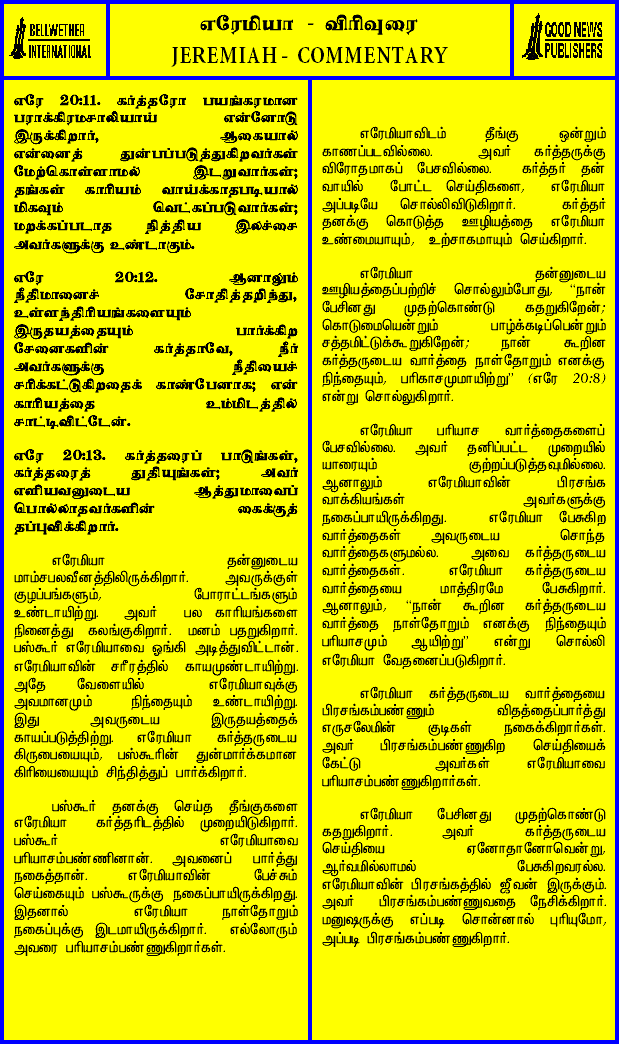 BELLWETHER
INTERNATIONAL
எரேமியா - விரிவுரை
JEREMIAH - COMMENTARY
GOOD NEWS
PUBLISHERS
எரே 20:11. கர்த்தரோ பயங்கரமான
பராக்கிரமசாலியாய் என்னோடு
இருக்கிறார், ஆகையால்
என்னைத் துன்பப்படுத்துகிறவர்கள்
மேற்கொள்ளாமல் இடறுவார்கள்;
தங்கள் காரியம் வாய்க்காதபடியால்
மிகவும் வெட்கப்படுவார்கள்;
மறக்கப்படாத நித்திய இலச்சை
அவர்களுக்கு உண்டாகும்.
எரே 20:12. ஆனாலும்
நீதிமானைச் சோதித்தறிந்து,
உள்ளந்திரியங்களையும்
இருதயத்தையும் பார்க்கிற
சேனைகளின் கர்த்தாவே, நீர்
அவர்களுக்கு நீதியைச்
சரிக்கட்டுகிறதைக் காண்பேனாக; என்
காரியத்தை உம்மிடத்தில்
சாட்டிவிட்டேன்.
எரே 20:13. கர்த்தரைப் பாடுங்கள்,
கர்த்தரைத் துதியுங்கள்; அவர்
எளியவனுடைய ஆத்துமாவைப்
பொல்லாதவர்களின் கைக்குத்
தப்புவிக்கிறார்.
எரேமியா தன்னுடைய
மாம்சபலவீனத்திலிருக்கிறார். அவருக்குள்
குழப்பங்களும், போராட்டங்களும்
உண்டாயிற்று. அவர் பல காரியங்களை
நினைத்து கலங்குகிறார். மனம் பதறுகிறார்.
பஸ்கூர் எரேமியாவை ஓங்கி அடித்துவிட்டான்.
எரேமியாவின் சரீரத்தில் காயமுண்டாயிற்று.
அதே வேளையில் எரேமியாவுக்கு
அவமானமும் நிந்தையும் உண்டாயிற்று.
இது அவருடைய இருதயத்தைக்
காயப்படுத்திற்று. எரேமியா கர்த்தருடைய
கிருபையையும், பஸ்கூரின் துன்மார்க்கமான
கிரியையையும் சிந்தித்துப் பார்க்கிறார்.
பஸ்கூர் தனக்கு செய்த தீங்குகளை
எரேமியா கர்த்தரிடத்தில் முறையிடுகிறார்.
பஸ்கூர் எரேமியாவை
பரியாசம்பண்ணினான். அவனைப் பார்த்து
நகைத்தான். எரேமியாவின் பேச்சும்
செய்கையும் பஸ்கூருக்கு நகைப்பாயிருக்கிறது.
இதனால் எரேமியா நாள்தோறும்
நகைப்புக்கு இடமாயிருக்கிறார். எல்லோரும்
அவரை பரியாசம்பண்ணுகிறார்கள்.
எரேமியாவிடம் தீங்கு ஒன்றும்
காணப்படவில்லை. அவர் கர்த்தருக்கு
விரோதமாகப் பேசவில்லை. கர்த்தர் தன்
வாயில் போட்ட செய்திகளை, எரேமியா
அப்படியே சொல்லிவிடுகிறார். கர்த்தர்
தனக்கு கொடுத்த ஊழியத்தை எரேமியா
உண்மையாயும், உற்சாகமாயும் செய்கிறார்.
எரேமியா தன்னுடைய
ஊழியத்தைப்பற்றிச் சொல்லும்போது, "நான்
பேசினது முதற்கொண்டு கதறுகிறேன்;
கொடுமையென்றும் பாழ்க்கடிப்பென்றும்
சத்தமிட்டுக்கூறுகிறேன்; நான் கூறின
கர்த்தருடைய வார்த்தை நாள்தோறும் எனக்கு
நிந்தையும், பரிகாசமுமாயிற்று" (எரே 20:8)
என்று சொல்லுகிறார்.
எரேமியா பரியாச வார்த்தைகளைப்
பேசவில்லை. அவர் தனிப்பட்ட முறையில்
யாரையும் குற்றப்படுத்தவுமில்லை.
ஆனாலும் எரேமியாவின் பிரசங்க
வாக்கியங்கள் அவர்களுக்கு
நகைப்பாயிருக்கிறது. எரேமியா பேசுகிற
வார்த்தைகள் அவருடைய சொந்த
வார்த்தைகளுமல்ல. அவை கர்த்தருடைய
வார்த்தைகள். எரேமியா கர்த்தருடைய
வார்த்தையை மாத்திரமே பேசுகிறார்.
ஆனாலும், "நான் கூறின கர்த்தருடைய
வார்த்தை நாள்தோறும் எனக்கு நிந்தையும்
பரியாசமும் ஆயிற்று" என்று சொல்லி
எரேமியா வேதனைப்படுகிறார்.
எரேமியா கர்த்தருடைய வார்த்தையை
பிரசங்கம்பண்ணும் விதத்தைப்பார்த்து
எருசலேமின் குடிகள் நகைக்கிறார்கள்.
அவர் பிரசங்கம்பண்ணுகிற செய்தியைக்
கேட்டு அவர்கள் எரேமியாவை
பரியாசம்பண்ணுகிறார்கள்.
எரேமியா பேசினது முதற்கொண்டு
கதறுகிறார். அவர் கர்த்தருடைய
செய்தியை ஏனோதானோவென்று,
ஆர்வமில்லாமல் பேசுகிறவரல்ல.
எரேமியாவின் பிரசங்கத்தில் ஜீவன் இருக்கும்.
அவர் பிரசங்கம்பண்ணுவதை நேசிக்கிறார்.
மனுஷருக்கு எப்படி சொன்னால் புரியுமோ,
அப்படி பிரசங்கம்பண்ணுகிறார்.